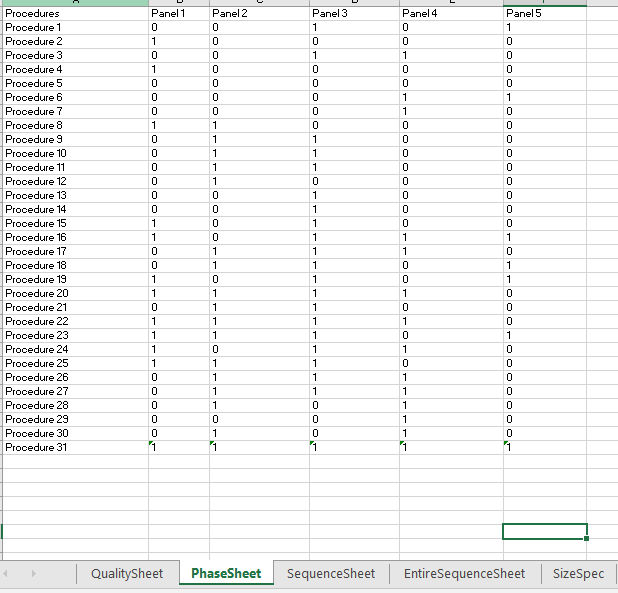 Procedures Panel 1 Panel 2 Panel 3 Panel 4 Panel 5
Procedure 1 0 0 1 0 1
Procedure 2 1 0 0 0 0
Procedure 3 0 0 1 1 0
Procedure 4 1 0 0 0 0
Procedure 5 0 0 0 0 0
Procedure 6 0 0 0 1 1
Procedure 7 0 0 0 1 0
Procedure 8 1 1 0 0 0
Procedure 9 0 1 1 0 0
Procedure 10 0 1 1 0 0
Procedure 11 0 1 1 0 0
Procedure 12 0 1 0 0 0
Procedure 13 0 0 1 0 0
Procedure 14 0 0 1 0 0
Procedure 15 1 0 1 0 0
Procedure 16 1 0 1 1 1
Procedure 17 0 1 1 1 0
Procedure 18 0 1 1 0 1
Procedure 19 1 0 1 0 1
Procedure 20 1 1 1 1 0
Procedure 21 0 1 1 0 0
Procedure 22 1 1 1 1 0
Procedure 23 1 1 1 0 1
Procedure 24 1 0 1 1 0
Procedure 25 1 1 1 0 0
Procedure 26 0 1 1 1 0
Procedure 27 0 1 1 1 0
Procedure 28 0 1 0 1 0
Procedure 29 0 0 0 1 0
Procedure 30 0 1 0 1 0
Procedure 31 1 1 1 1 1
QualitySheet PhaseSheet SequenceSheet EntireSequenceSheet SizeSpec